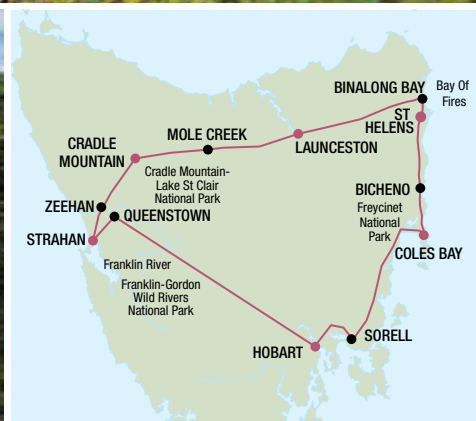 BINALONG BAY
Bay Of
Fires
ST
HELENS
MOLE CREEK
LAUNCESTON
CRADLE
MOUNTAIN
Cradle Mountain-
Lake St Clair
National Park
BICHENO
Freycinet
National
Park
ZEEHAN
QUEENSTOWN
STRAHAN
COLES BAY
Franklin River
Franklin-Gordon
Wild Rivers
National Park
SORELL
HOBART